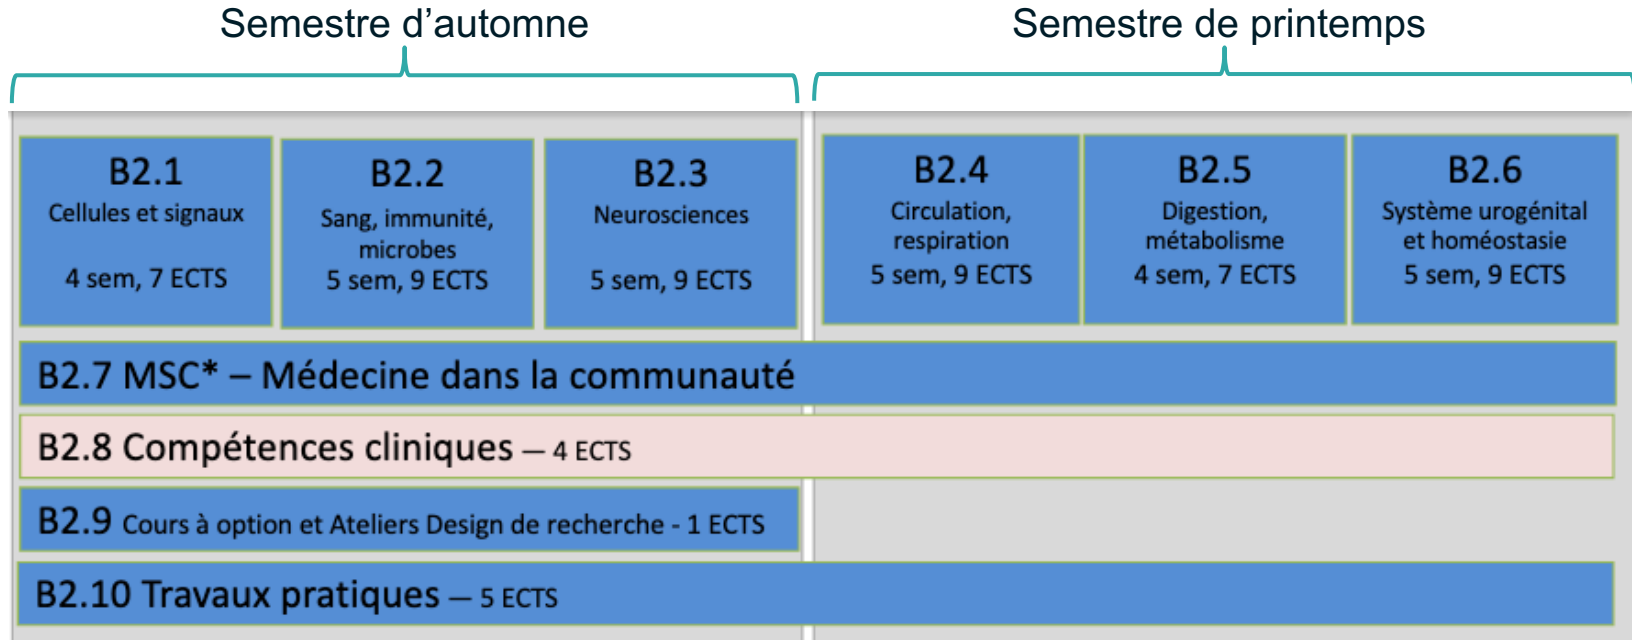 Semestre d’automne
Semestre de printemps
B2.1
Cellules et signaux
4 sem, 7 ECTS
B2.2
Sang, immunité,
microbes
5 sem, 9 ECTS
B2.3
Neurosciences
5 sem, 9 ECTS
B2.4
Circulation,
respiration
5 sem, 9 ECTS
B2.5
Digestion,
métabolisme
4 sem, 7 ECTS
B2.6
Système urogénital
et homéostasie
5 sem, 9 ECTS
B2.7 MSC* – Médecine dans la communauté
B2.8 Compétences cliniques – 4 ECTS
B2.9 Cours à option et Ateliers Design de recherche - 1 ECTS
B2.10 Travaux pratiques – 5 ECTS